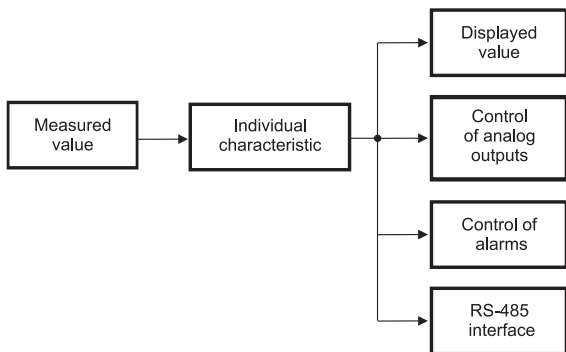 Measured
value
Individual
characteristic
Displayed
value
Control
of analog
outputs
Control of
alarms
RS-485
interface